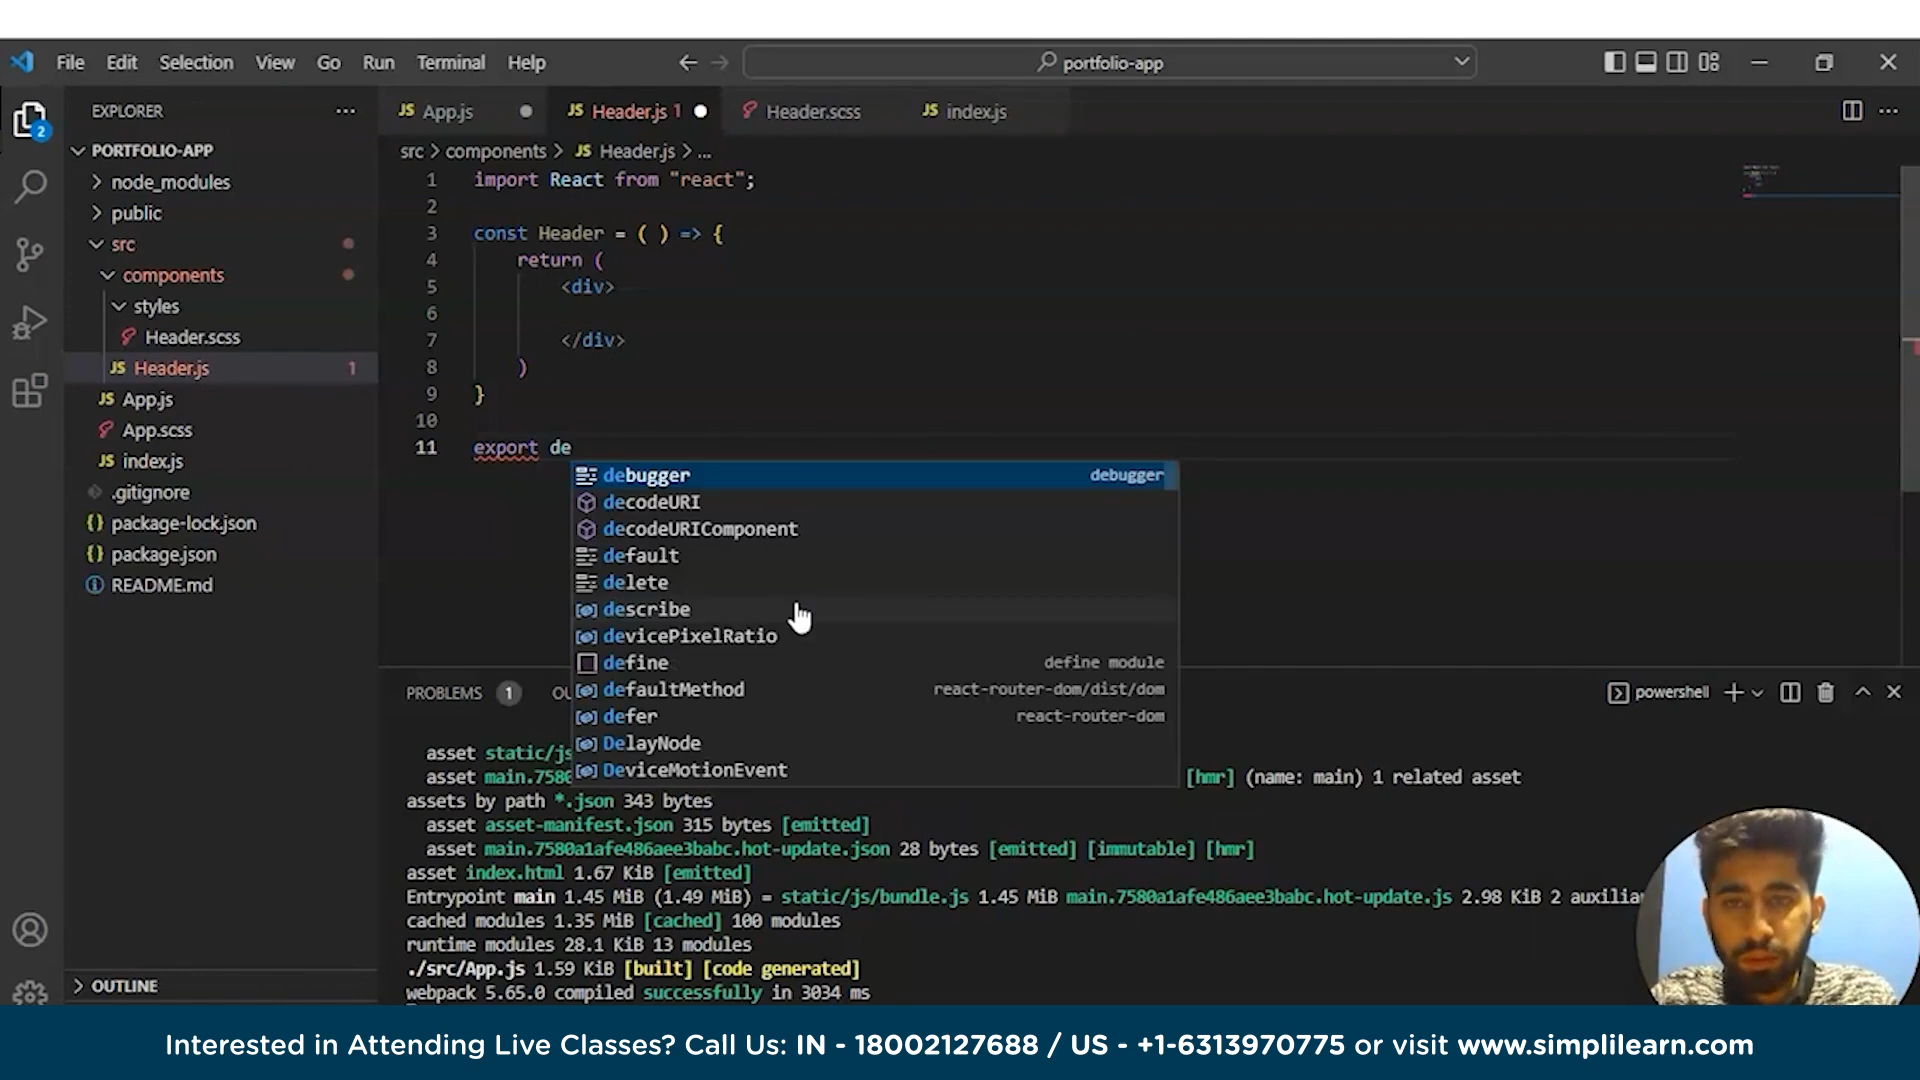 File Edit Selection View Go Run Terminal Help
portfolio-app
2
EXPLORER
PORTFOLIO-APP
node_modules
public
src
components
styles
Header.scss
JS Header.js 1
JS App.js
App.scss
JS index.js
.gitignore
{} package-lock.json
{} package.json
README.md
OUTLINE
JS App.js
JS Header.js 1
Header.scss
JS index.js
src > components > JS Header.js > ...
1 import React from "react";
2
3 const Header = ( ) => {
4 return (
5 <div>
6
7 </div>
8 )
9 }
10
11 export de
debugger debugger
decodeURI
decodeURIComponent
default
delete
describe
devicePixelRatio
define define module
defaultMethod react-router-dom/dist/dom
defer react-router-dom
DelayNode
DeviceMotionEvent
PROBLEMS 1 OU
powershell
asset static/js
asset main.7580 [hmr] (name: main) 1 related asset
assets by path *.json 343 bytes
asset asset-manifest.json 315 bytes [emitted]
asset main.7580a1afe486aee3babc.hot-update.json 28 bytes [emitted] [immutable] [hmr]
asset index.html 1.67 KiB [emitted]
Entrypoint main 1.45 MiB (1.49 MiB) = static/js/bundle.js 1.45 MiB main.7580a1afe486aee3babc.hot-update.js 2.98 KiB 2 auxiliar
cached modules 1.35 MiB [cached] 100 modules
runtime modules 28.1 KiB 13 modules
./src/App.js 1.59 KiB [built] [code generated]
webpack 5.65.0 compiled successfully in 3034 ms
Interested in Attending Live Classes? Call Us: IN - 18002127688 / US - +1-6313970775 or visit www.simplilearn.com